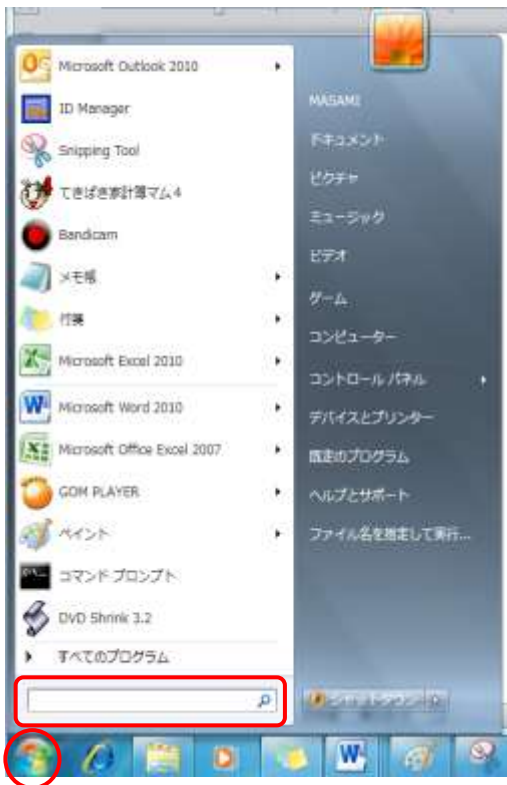 Microsoft Outlook 2010
ID Manager
Snipping Tool
てきぱき家計簿マム4
Bandicam
メモ帳
付箋
Microsoft Excel 2010
Microsoft Word 2010
Microsoft Office Excel 2007
GOM PLAYER
ペイント
コマンド プロンプト
DVD Shrink 3.2
すべてのプログラム
MASAMI
ドキュメント
ピクチャ
ミュージック
ビデオ
ゲーム
コンピューター
コントロール パネル
デバイスとプリンター
既定のプログラム
ヘルプとサポート
ファイル名を指定して実行...
シャットダウン